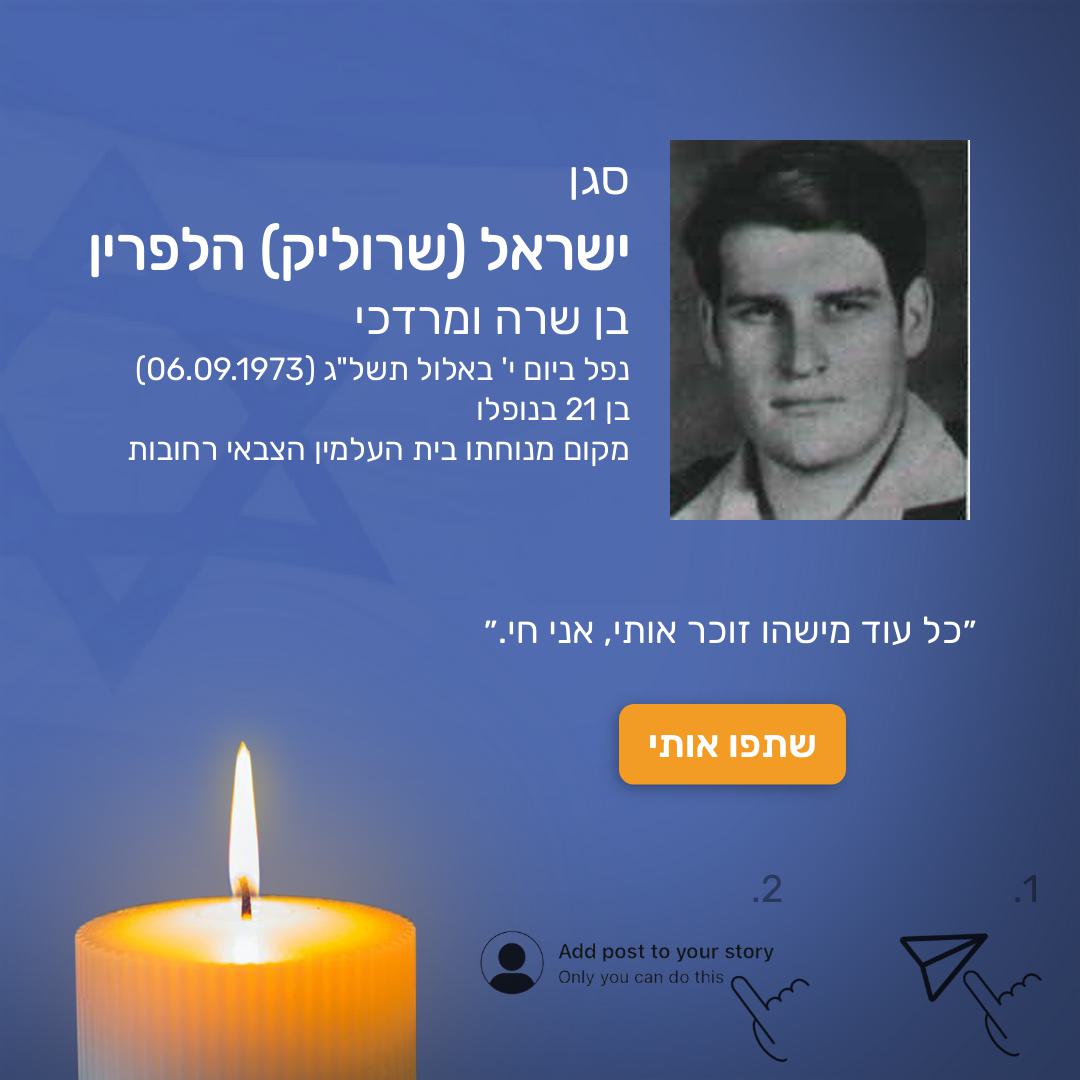 סגן
ישראל (שרוליק) הלפרין
בן שרה ומרדכי
נפל ביום י' באלול תשל"ג (06.09.1973)
בן 21 בנופלו
מקום מנוחתו בית העלמין הצבאי רחובות
״כל עוד מישהו זוכר אותי, אני חי.״
שתפו אותי
1.
2.
Add post to your story
Only you can do this